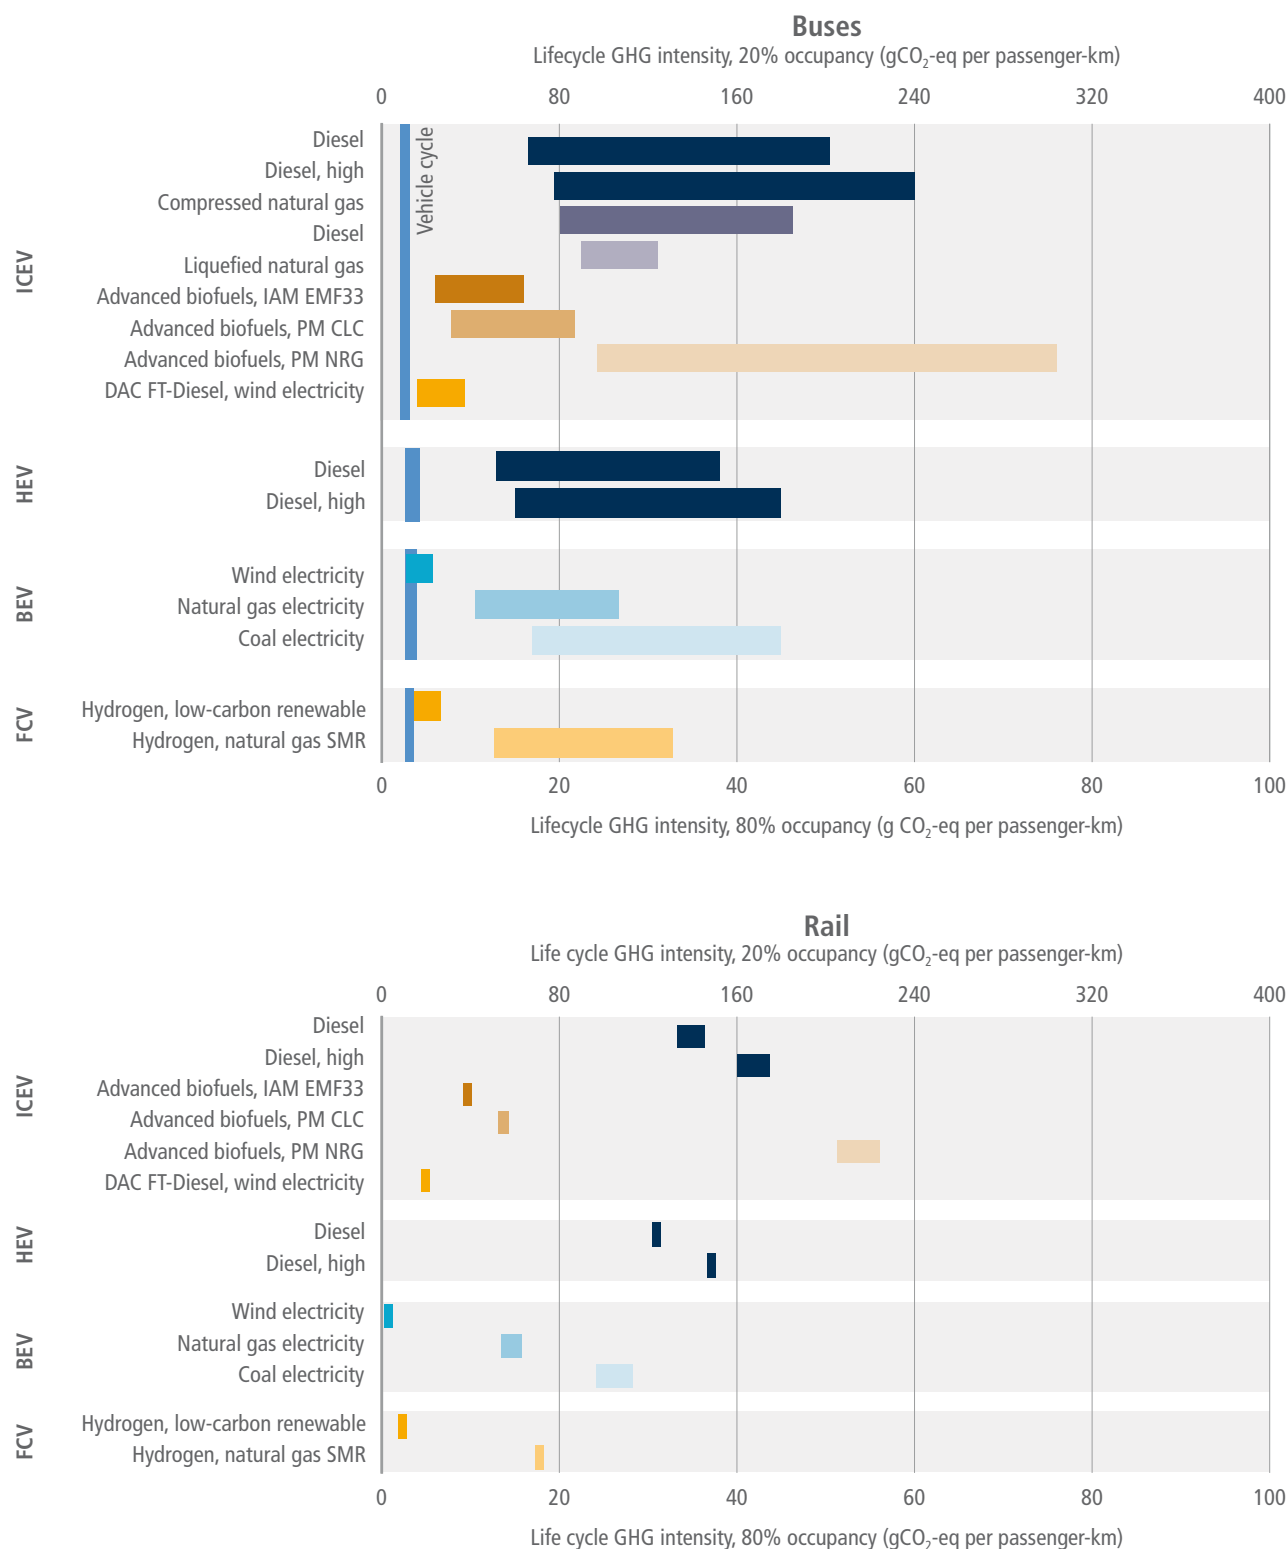 Buses
Lifecycle GHG intensity, 20% occupancy (gCO₂-eq per passenger-km)
0 80 160 240 320 400
Vehicle cycle
ICEV
Diesel
Diesel, high
Compressed natural gas
Diesel
Liquefied natural gas
Advanced biofuels, IAM EMF33
Advanced biofuels, PM CLC
Advanced biofuels, PM NRG
DAC FT-Diesel, wind electricity
HEV
Diesel
Diesel, high
BEV
Wind electricity
Natural gas electricity
Coal electricity
FCV
Hydrogen, low-carbon renewable
Hydrogen, natural gas SMR
0 20 40 60 80 100
Lifecycle GHG intensity, 80% occupancy (g CO₂-eq per passenger-km)
Rail
Life cycle GHG intensity, 20% occupancy (gCO₂-eq per passenger-km)
0 80 160 240 320 400
ICEV
Diesel
Diesel, high
Advanced biofuels, IAM EMF33
Advanced biofuels, PM CLC
Advanced biofuels, PM NRG
DAC FT-Diesel, wind electricity
HEV
Diesel
Diesel, high
BEV
Wind electricity
Natural gas electricity
Coal electricity
FCV
Hydrogen, low-carbon renewable
Hydrogen, natural gas SMR
0 20 40 60 80 100
Life cycle GHG intensity, 80% occupancy (gCO₂-eq per passenger-km)